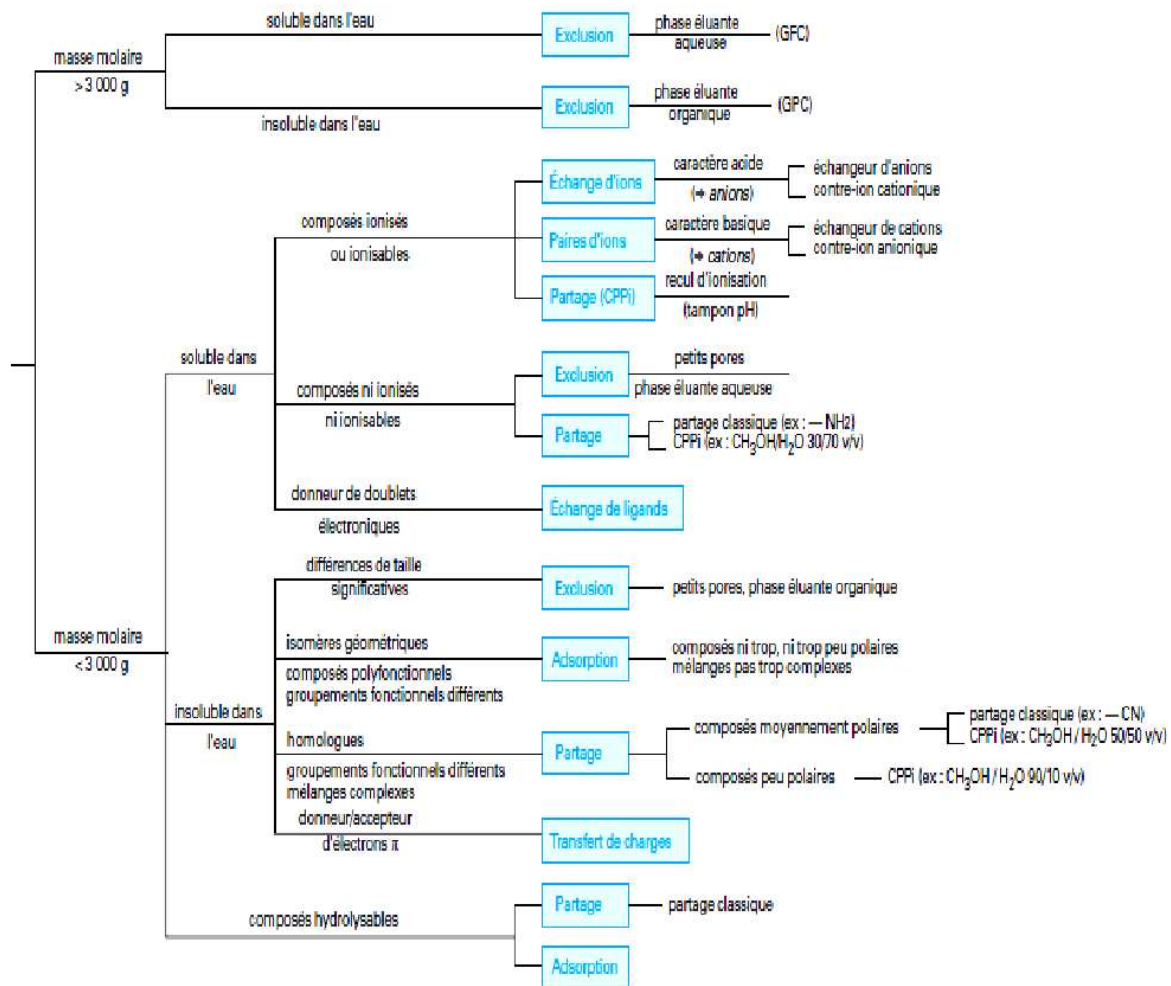 soluble dans l'eau
Exclusion
phase éluante
aqueuse
(GFC)
masse molaire
> 3 000 g
insoluble dans l'eau
Exclusion
phase éluante
organique
(GPC)
composés ionisés
ou ionisables
Échange d'ions
caractère acide
(➔ anions)
échangeur d'anions
contre-ion cationique
Paires d'ions
caractère basique
(➔ cations)
échangeur de cations
contre-ion anionique
Partage (CPPi)
recul d'ionisation
(tampon pH)
soluble dans
l'eau
composés ni ionisés
ni ionisables
Exclusion
petits pores
phase éluante aqueuse
Partage
partage classique (ex : — NH2)
CPPi (ex : CH3OH/H2O 30/70 v/v)
donneur de doublets
électroniques
Échange de ligands
masse molaire
< 3 000 g
différences de taille
significatives
Exclusion
petits pores, phase éluante organique
isomères géométriques
composés polyfonctionnels
groupements fonctionnels différents
Adsorption
composés ni trop, ni trop peu polaires
mélanges pas trop complexes
insoluble dans
l'eau
homologues
groupements fonctionnels différents
mélanges complexes
Partage
composés moyennement polaires
partage classique (ex : — CN)
CPPi (ex : CH3OH / H2O 50/50 v/v)
composés peu polaires
CPPi (ex : CH3OH / H2O 90/10 v/v)
donneur/accepteur
d'électrons π
Transfert de charges
composés hydrolysables
Partage
partage classique
Adsorption